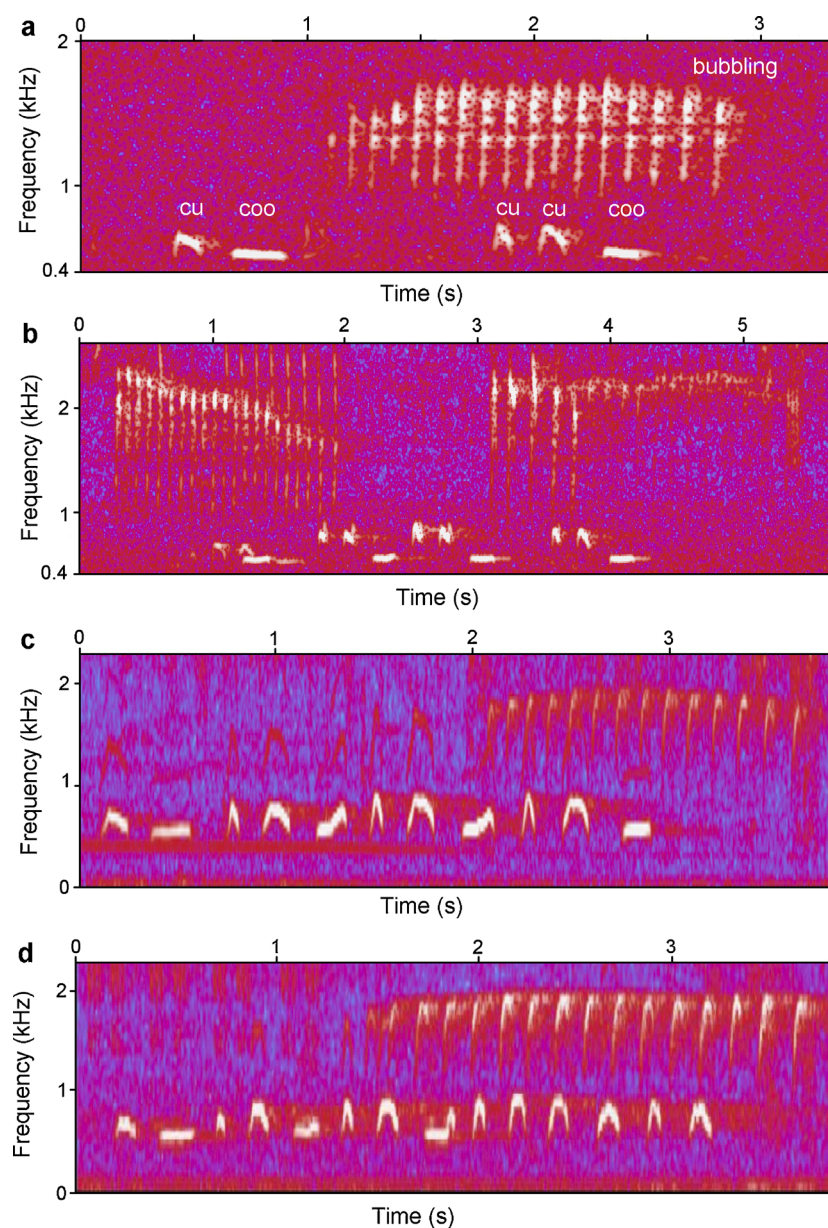 a
0 1 2 3
2
bubbling
Frequency (kHz)
1
cu coo cu cu coo
0.4
Time (s)
b
0 1 2 3 4 5
Frequency (kHz)
2
1
0.4
Time (s)
c
0 1 2 3
2
Frequency (kHz)
1
0
Time (s)
d
0 1 2 3
2
Frequency (kHz)
1
0
Time (s)